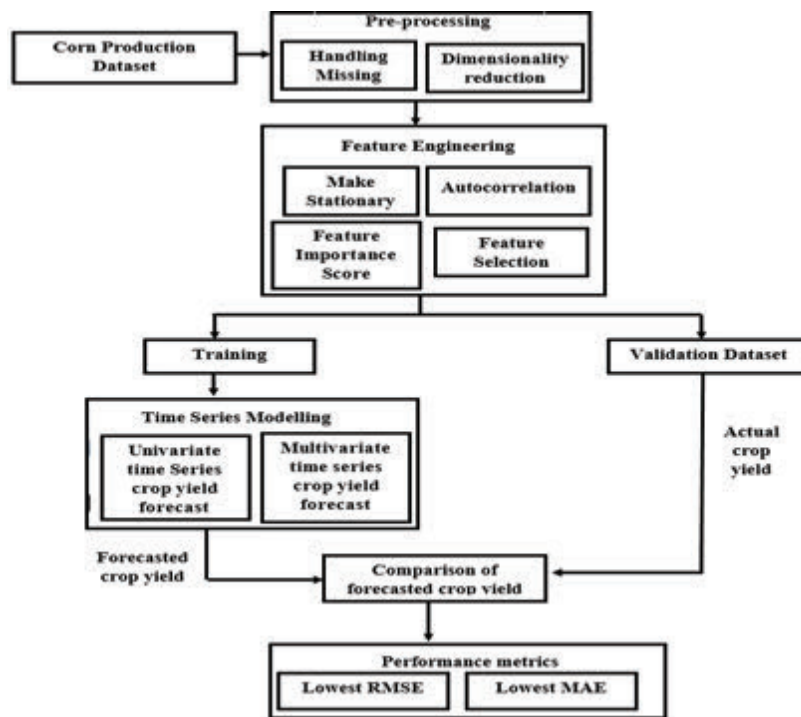 Pre-processing
Corn Production
Dataset
Handling
Missing
Dimensionality
reduction
Feature Engineering
Make
Stationary
Autocorrelation
Feature
Importance
Score
Feature
Selection
Training
Validation Dataset
Time Series Modelling
Univariate
time Series
crop yield
forecast
Multivariate
time series
crop yield
forecast
Actual
crop
yield
Forecasted
crop yield
Comparison of
forecasted crop yield
Performance metrics
Lowest RMSE
Lowest MAE